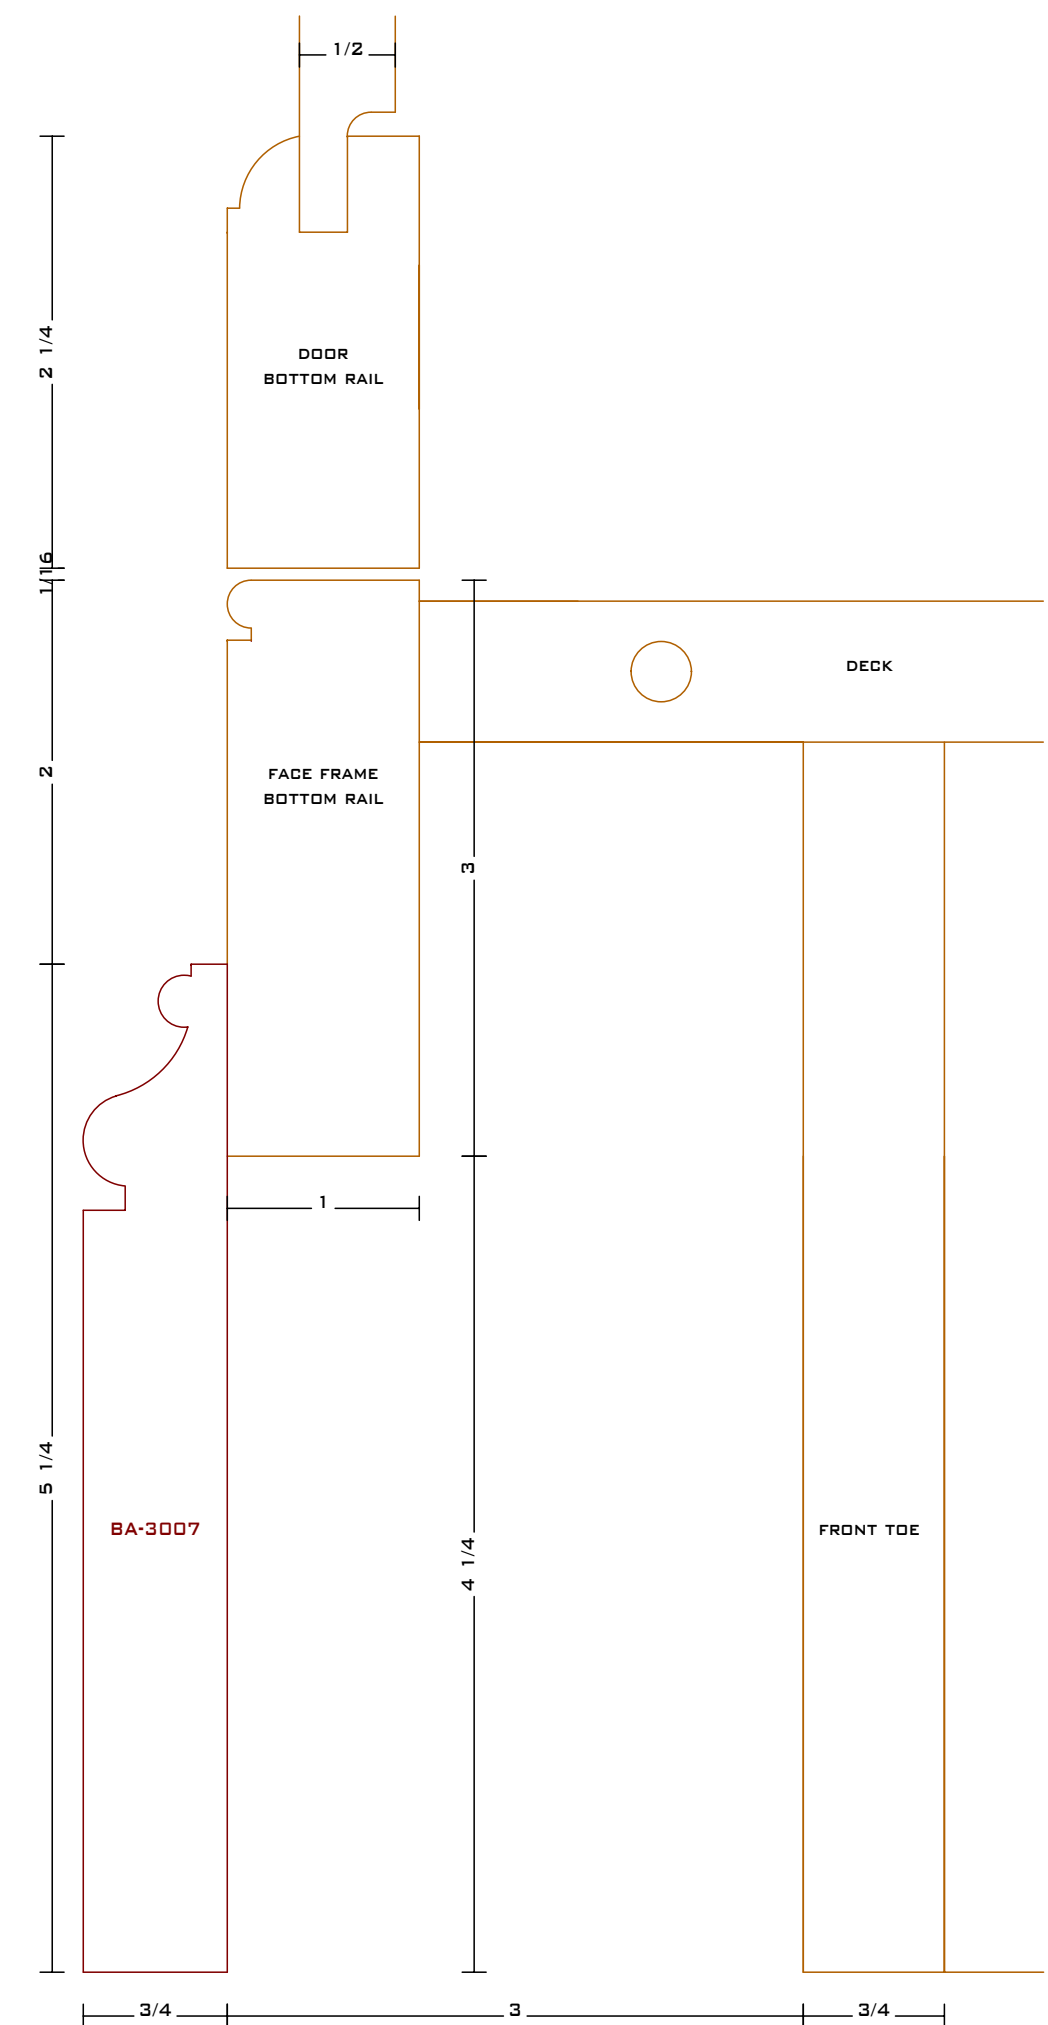 1/2
2 1/4
DOOR
BOTTOM RAIL
1/16
DECK
2
FACE FRAME
BOTTOM RAIL
3
1
5 1/4
BA-3007
4 1/4
FRONT TOE
3/4
3
3/4